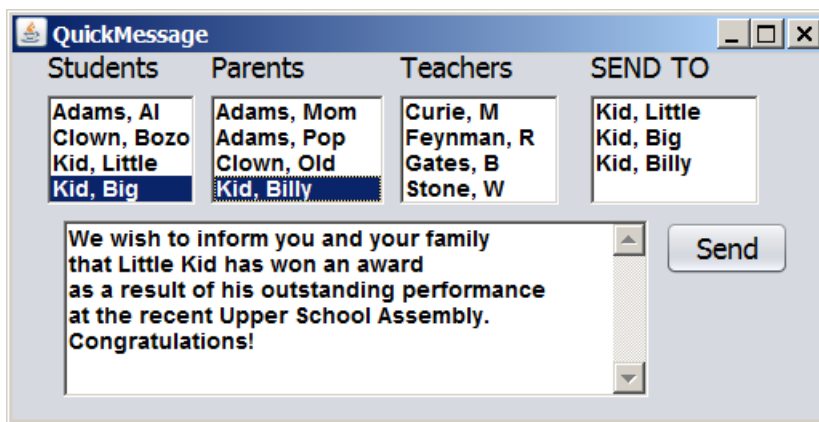 QuickMessage
Students Parents Teachers SEND TO
Adams, Al
Clown, Bozo
Kid, Little
Kid, Big
Adams, Mom
Adams, Pop
Clown, Old
Kid, Billy
Curie, M
Feynman, R
Gates, B
Stone, W
Kid, Little
Kid, Big
Kid, Billy
We wish to inform you and your family
that Little Kid has won an award
as a result of his outstanding performance
at the recent Upper School Assembly.
Congratulations!
Send